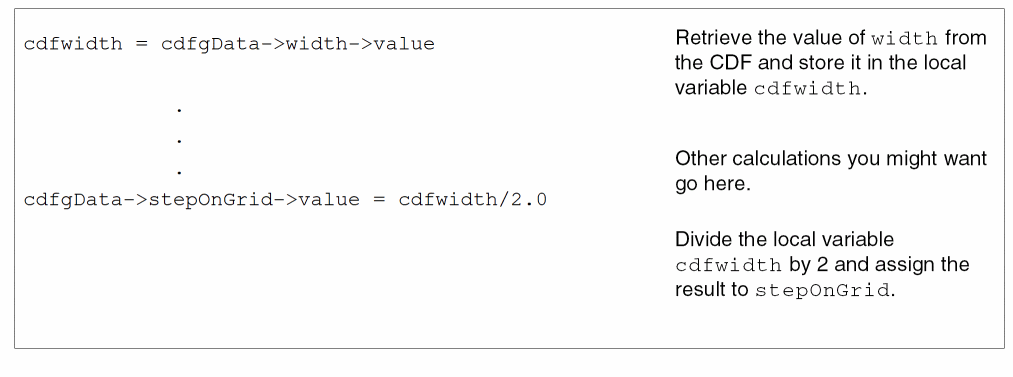 cdfwidth = cdfgData->width->value
.
.
.
cdfgData->stepOnGrid->value = cdfwidth/2.0
Retrieve the value of width from
the CDF and store it in the local
variable cdfwidth.
Other calculations you might want
go here.
Divide the local variable
cdfwidth by 2 and assign the
result to stepOnGrid.